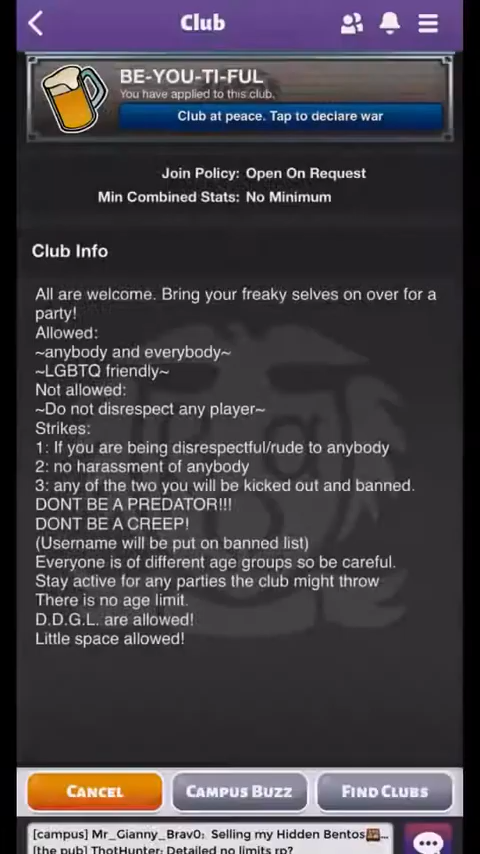 Club
BE-YOU-TI-FUL
You have applied to this club.
Club at peace. Tap to declare war
Join Policy: Open On Request
Min Combined Stats: No Minimum
Club Info
All are welcome. Bring your freaky selves on over for a
party!
Allowed:
~anybody and everybody~
~LGBTQ friendly~
Not allowed:
~Do not disrespect any player~
Strikes:
1: If you are being disrespectful/rude to anybody
2: no harassment of anybody
3: any of the two you will be kicked out and banned.
DONT BE A PREDATOR!!!
DONT BE A CREEP!
(Username will be put on banned list)
Everyone is of different age groups so be careful.
Stay active for any parties the club might throw
There is no age limit.
D.D.G.L. are allowed!
Little space allowed!
CANCEL
CAMPUS BUZZ
FIND CLUBS
[campus] Mr_Gianny_Brav0: Selling my Hidden Bentos...
[the pub] ThotHunter: Detailed no limits rp?